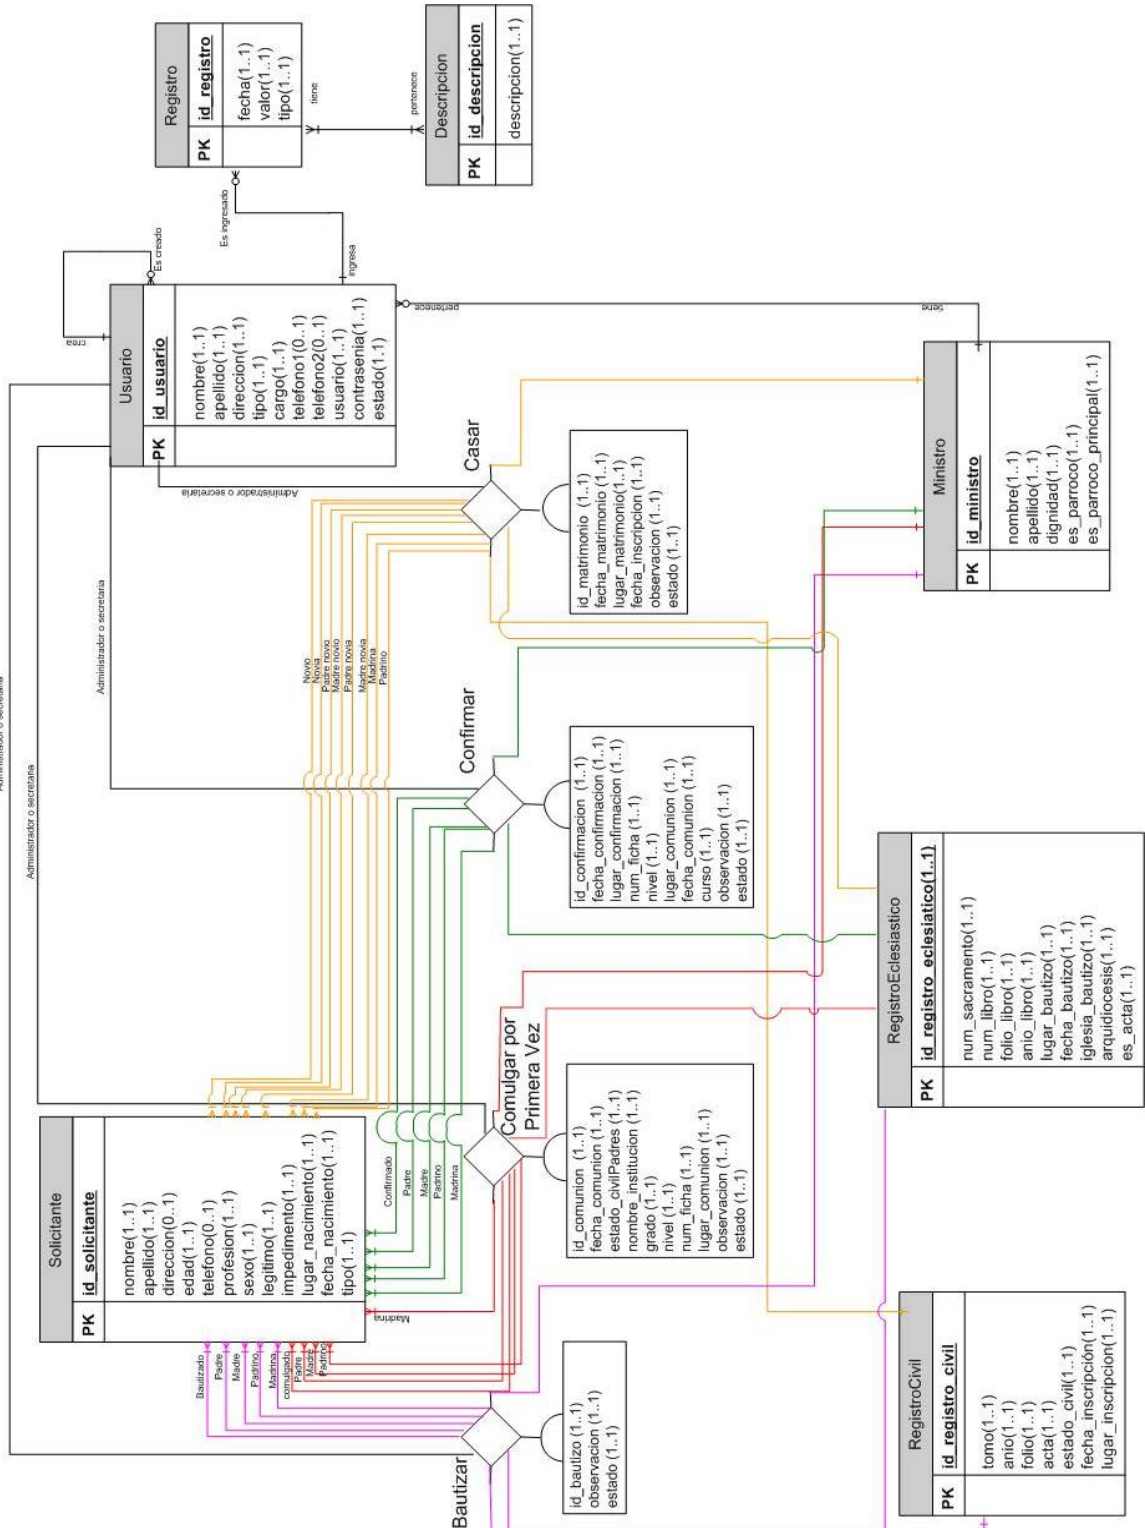 Administrador o secretaria
Administrador o secretaria
Administrador o secretaria
Administrador o secretaria
Solicitante
PK
id_solicitante
nombre(1..1)
apellido(1..1)
direccion(0..1)
edad(1..1)
telefono(0..1)
profesion(1..1)
sexo(1..1)
legitimo(1..1)
impedimento(1..1)
lugar_nacimiento(1..1)
fecha_nacimiento(1..1)
tipo(1..1)
Usuario
PK
id_usuario
nombre(1..1)
apellido(1..1)
direccion(1..1)
tipo(1..1)
cargo(1..1)
telefono1(0..1)
telefono2(0..1)
usuario(1..1)
contrasenia(1..1)
estado(1.1)
crea
Es creado
Es ingresado
ingresa
Registro
PK
id_registro
fecha(1..1)
valor(1..1)
tipo(1..1)
tiene
pertenece
Descripcion
PK
id_descripcion
descripcion(1..1)
pertenece
tiene
Novio
Novia
Padre novio
Madre novio
Padre novia
Madre novia
Madrina
Padrino
Confirmado
Padre
Madre
Padrino
Madrina
Madrina
Bautizado
Padre
Madre
Padrino
Madrina
comulgado
Padre
Madre
Padrino
Bautizar
id_bautizo (1..1)
observacion (1..1)
estado (1..1)
Comulgar por
Primera Vez
id_comunion (1..1)
fecha_comunion (1..1)
estado_civilPadres (1..1)
nombre_institucion (1..1)
grado (1..1)
nivel (1..1)
num_ficha (1..1)
lugar_comunion (1..1)
observacion (1..1)
estado (1..1)
Confirmar
id_confirmacion (1..1)
fecha_confirmacion (1..1)
lugar_confirmacion (1..1)
num_ficha (1..1)
nivel (1..1)
lugar_comunion (1..1)
fecha_comunion (1..1)
curso (1..1)
observacion (1..1)
estado (1..1)
Casar
id_matrimonio (1..1)
fecha_matrimonio (1..1)
lugar_matrimonio(1..1)
fecha_inscripcion (1..1)
observacion (1..1)
estado (1..1)
RegistroCivil
PK
id_registro_civil
tomo(1..1)
anio(1..1)
folio(1..1)
acta(1..1)
estado_civil(1..1)
fecha_inscripción(1..1)
lugar_inscripcion(1..1)
RegistroEclesiastico
PK
id_registro_eclesiatico(1..1)
num_sacramento(1..1)
num_libro(1..1)
folio_libro(1..1)
anio_libro(1..1)
lugar_bautizo(1..1)
fecha_bautizo(1..1)
iglesia_bautizo(1..1)
arquidiocesis(1..1)
es_acta(1..1)
Ministro
PK
id_ministro
nombre(1..1)
apellido(1..1)
dignidad(1..1)
es_parroco(1..1)
es_parroco_principal(1..1)